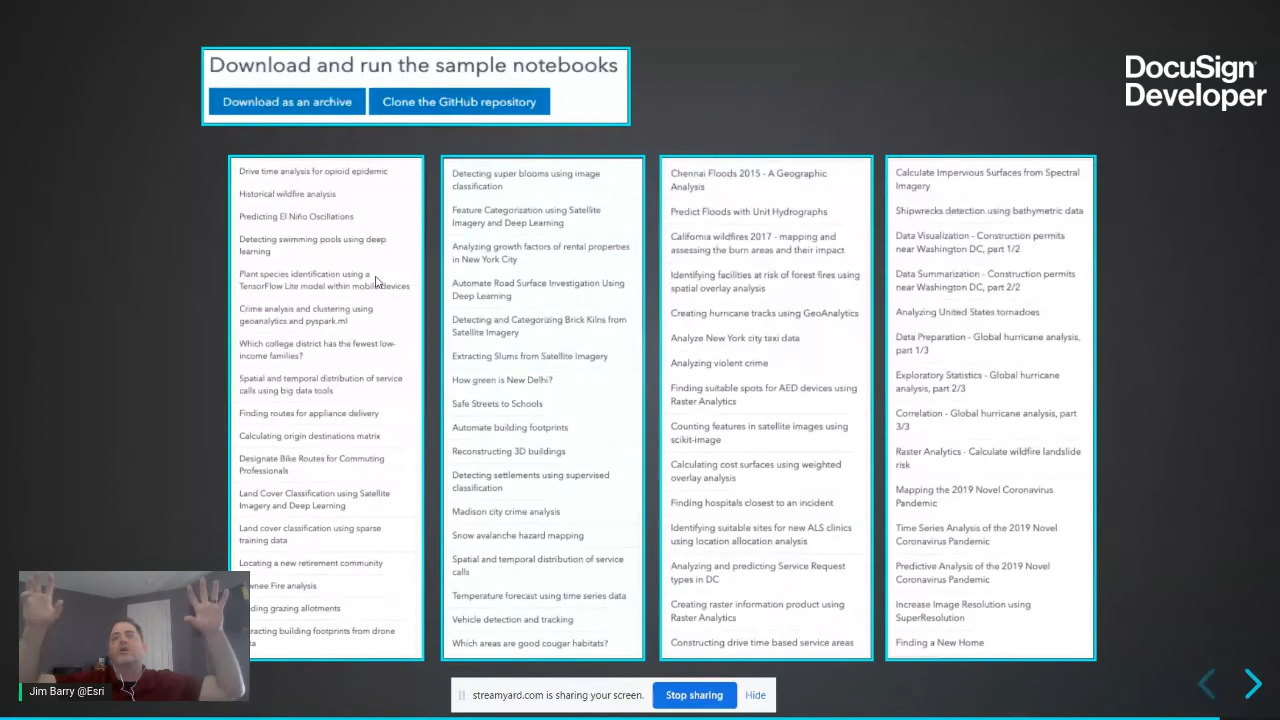 Download and run the sample notebooks
Download as an archive
Clone the GitHub repository
DocuSign
Developer
Drive time analysis for opioid epidemic
Historical wildfire analysis
Predicting El Niño Oscillations
Detecting swimming pools using deep
learning
Plant species identification using a
TensorFlow Lite model within mobile devices
Crime analysis and clustering using
geoanalytics and pyspark.ml
Which college district has the fewest low-
income families?
Spatial and temporal distribution of service
calls using big data tools
Finding routes for appliance delivery
Calculating origin destinations matrix
Designate Bike Routes for Commuting
Professionals
Land Cover Classification using Satellite
Imagery and Deep Learning
Land cover classification using sparse
training data
Locating a new retirement community
Fire analysis
grazing allotments
building footprints from drone
Detecting super blooms using image
classification
Feature Categorization using Satellite
Imagery and Deep Learning
Analyzing growth factors of rental properties
in New York City
Automate Road Surface Investigation Using
Deep Learning
Detecting and Categorizing Brick Kilns from
Satellite Imagery
Extracting Slums from Satellite Imagery
How green is New Delhi?
Safe Streets to Schools
Automate building footprints
Reconstructing 3D buildings
Detecting settlements using supervised
classification
Madison city crime analysis
Snow avalanche hazard mapping
Spatial and temporal distribution of service
calls
Temperature forecast using time series data
Vehicle detection and tracking
Which areas are good cougar habitats?
Chennai Floods 2015 - A Geographic
Analysis
Predict Floods with Unit Hydrographs
California wildfires 2017 - mapping and
assessing the burn areas and their impact
Identifying facilities at risk of forest fires using
spatial overlay analysis
Creating hurricane tracks using GeoAnalytics
Analyze New York city taxi data
Analyzing violent crime
Finding suitable spots for AED devices using
Raster Analytics
Counting features in satellite images using
scikit-image
Calculating cost surfaces using weighted
overlay analysis
Finding hospitals closest to an incident
Identifying suitable sites for new ALS clinics
using location allocation analysis
Analyzing and predicting Service Request
types in DC
Creating raster information product using
Raster Analytics
Constructing drive time based service areas
Calculate Impervious Surfaces from Spectral
Imagery
Shipwrecks detection using bathymetric data
Data Visualization - Construction permits
near Washington DC, part 1/2
Data Summarization - Construction permits
near Washington DC, part 2/2
Analyzing United States tornadoes
Data Preparation - Global hurricane analysis,
part 1/3
Exploratory Statistics - Global hurricane
analysis, part 2/3
Correlation - Global hurricane analysis, part
3/3
Raster Analytics - Calculate wildfire landslide
risk
Mapping the 2019 Novel Coronavirus
Pandemic
Time Series Analysis of the 2019 Novel
Coronavirus Pandemic
Predictive Analysis of the 2019 Novel
Coronavirus Pandemic
Increase Image Resolution using
SuperResolution
Finding a New Home
Jim Barry @Esri
streamyard.com is sharing your screen.
Stop sharing
Hide